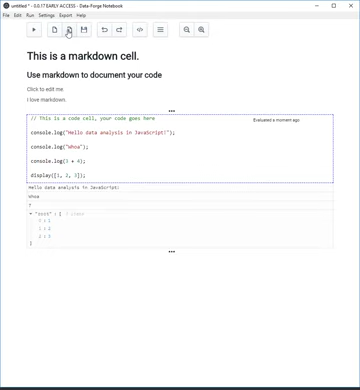 untitled * - 0.0.17 EARLY ACCESS - Data-Forge Notebook
File Edit Run Settings Export Help
This is a markdown cell.
Use markdown to document your code
Click to edit me.
I love markdown.
// This is a code cell, your code goes here
Evaluated a moment ago.
console.log("Hello data analysis in JavaScript!");
console.log("Whoa");
console.log(3 + 4);
display([1, 2, 3]);
Hello data analysis in JavaScript!
Whoa
7
"root" : [ 3 items
0 : 1
1 : 2
2 : 3
]